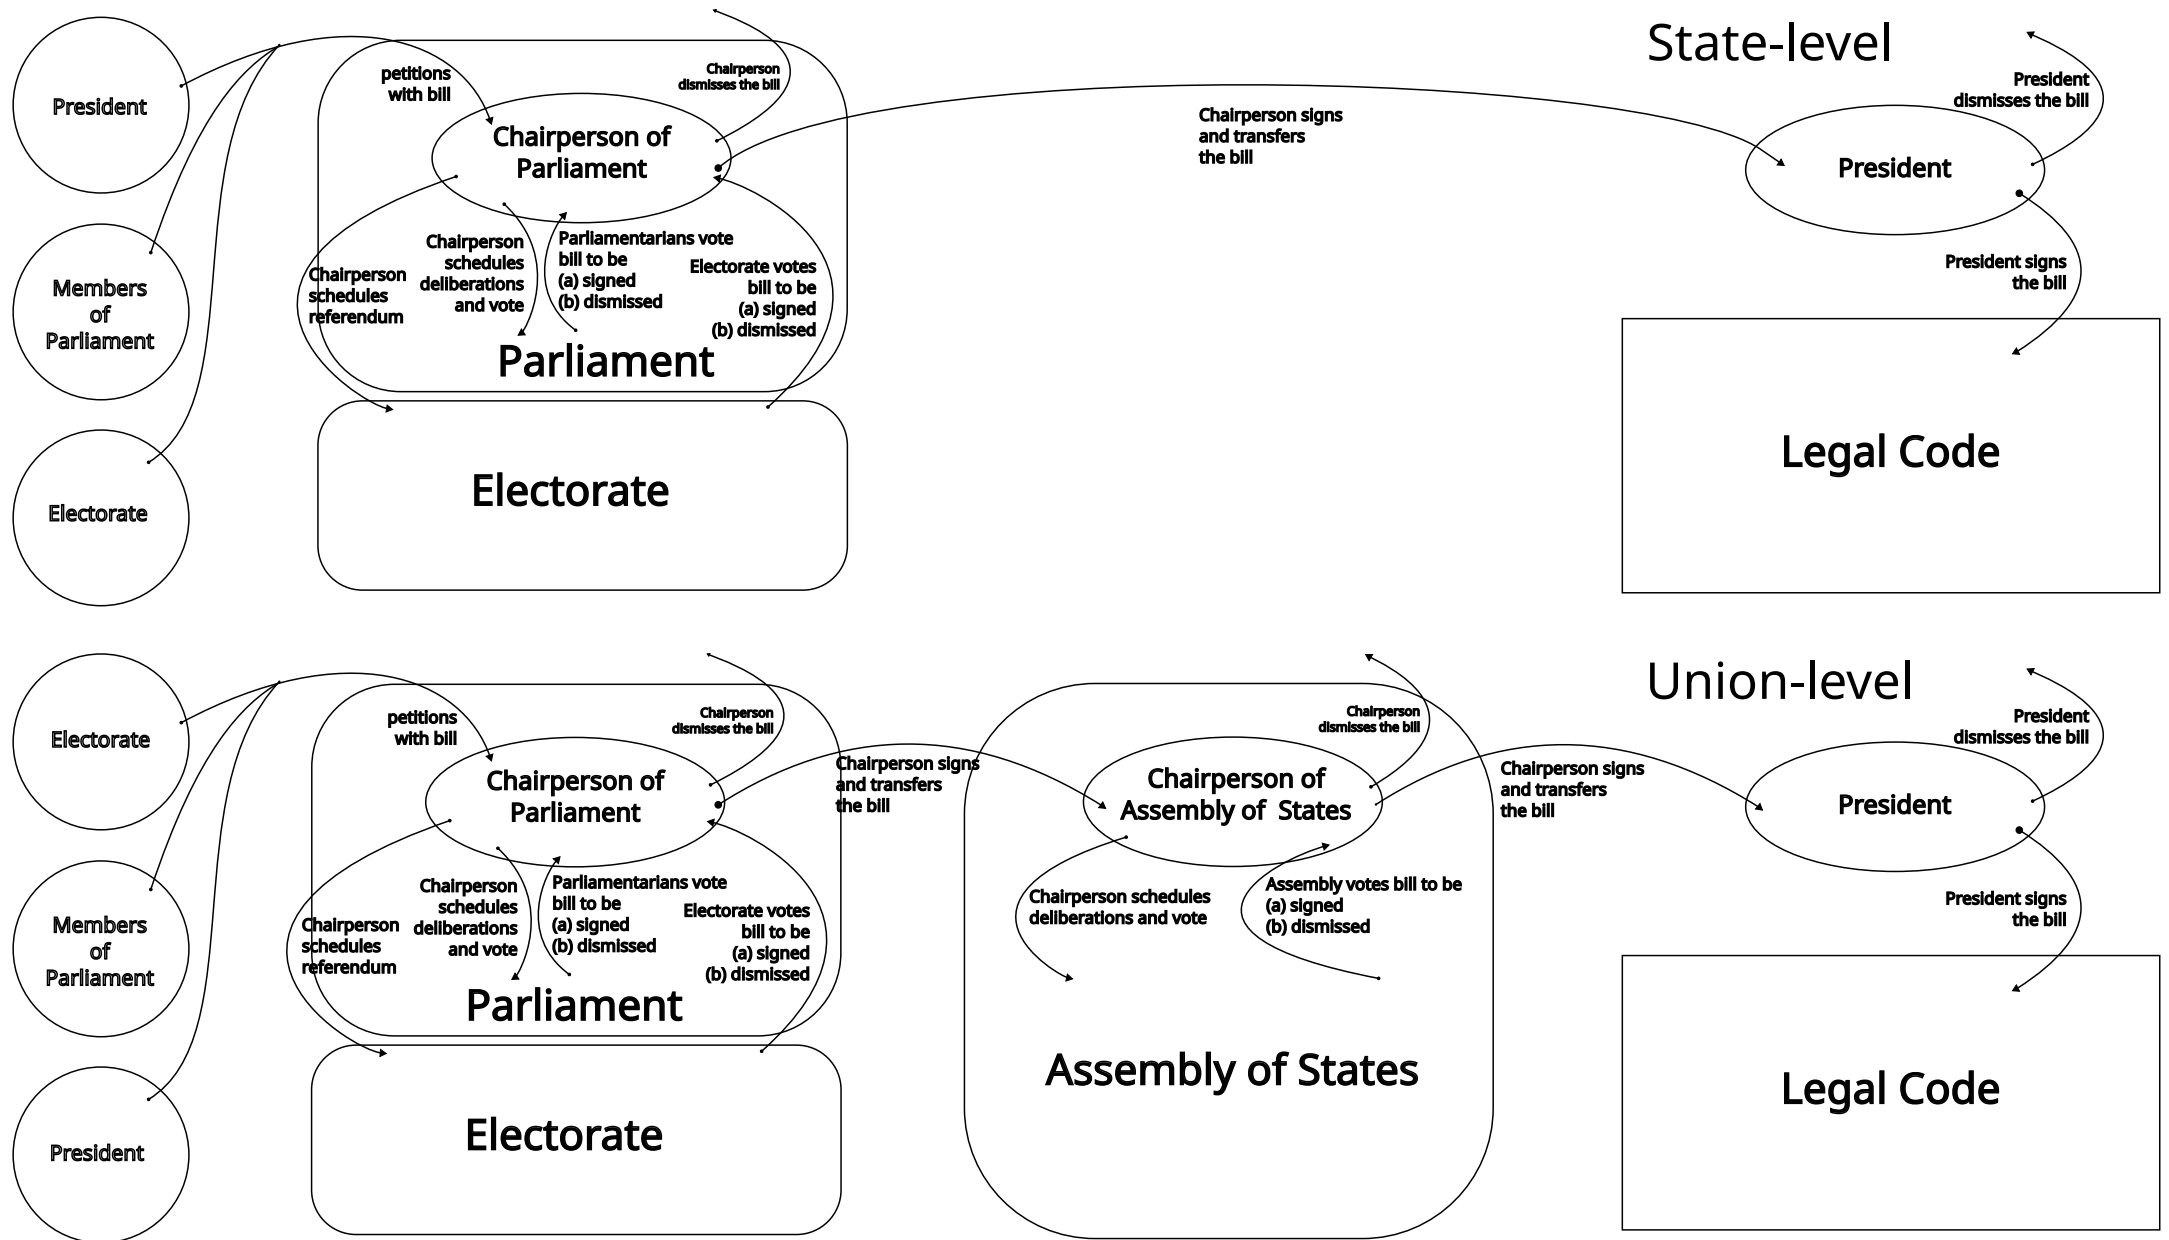 State-level
President
Members
of
Parliament
Electorate
petitions
with bill
Chairperson
dismisses the bill
Chairperson of
Parliament
Chairperson
schedules
referendum
Chairperson
schedules
deliberations
and vote
Parliamentarians vote
bill to be
(a) signed
(b) dismissed
Electorate votes
bill to be
(a) signed
(b) dismissed
Parliament
Electorate
Chairperson signs
and transfers
the bill
President
President
dismisses the bill
President signs
the bill
Legal Code
Union-level
Electorate
Members
of
Parliament
President
petitions
with bill
Chairperson
dismisses the bill
Chairperson of
Parliament
Chairperson
schedules
referendum
Chairperson
schedules
deliberations
and vote
Parliamentarians vote
bill to be
(a) signed
(b) dismissed
Electorate votes
bill to be
(a) signed
(b) dismissed
Parliament
Electorate
Chairperson signs
and transfers
the bill
Chairperson
dismisses the bill
Chairperson of
Assembly of States
Chairperson schedules
deliberations and vote
Assembly votes bill to be
(a) signed
(b) dismissed
Assembly of States
Chairperson signs
and transfers
the bill
President
President
dismisses the bill
President signs
the bill
Legal Code